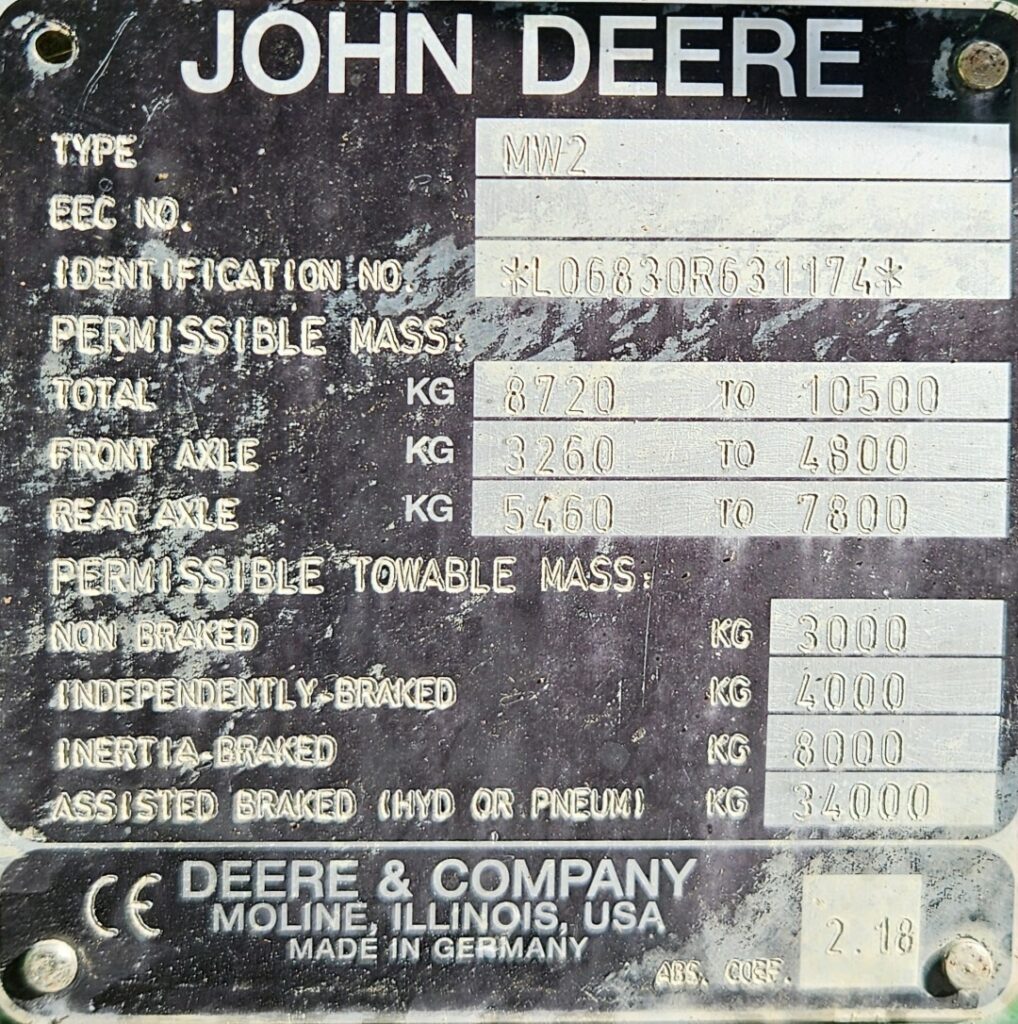 JOHN DEERE
TYPE MW2
EEC NO.
IDENTIFICATION NO. *L06830R631174*
PERMISSIBLE MASS:
TOTAL KG 8720 TO 10500
FRONT AXLE KG 3260 TO 4800
REAR AXLE KG 5460 TO 7800
PERMISSIBLE TOWABLE MASS:
NON BRAKED KG 3000
INDEPENDENTLY-BRAKED KG 4000
INERTIA-BRAKED KG 8000
ASSISTED BRAKED (HYD OR PNEUM) KG 34000
CE DEERE & COMPANY
MOLINE, ILLINOIS, USA
MADE IN GERMANY
ABS. COEF. 2.18